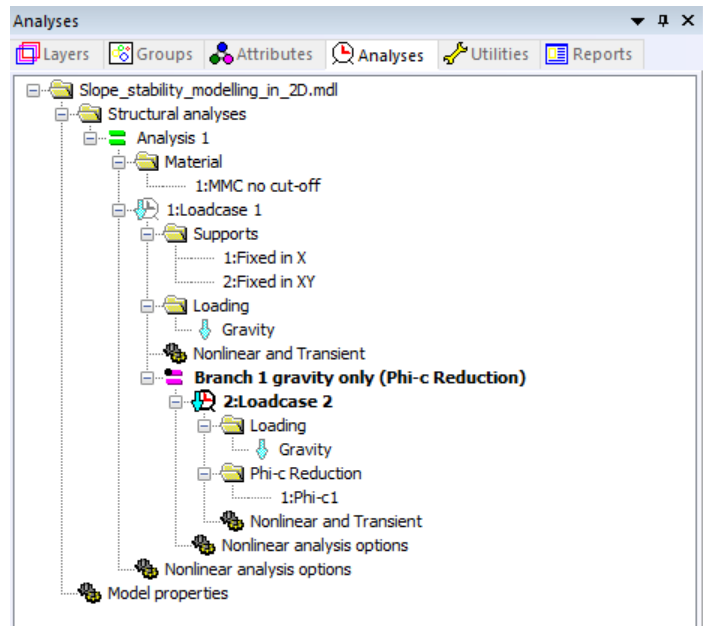 Analyses
Layers Groups Attributes Analyses Utilities Reports
Slope_stability_modelling_in_2D.mdl
Structural analyses
Analysis 1
Material
1:MMC no cut-off
1:Loadcase 1
Supports
1:Fixed in X
2:Fixed in XY
Loading
Gravity
Nonlinear and Transient
Branch 1 gravity only (Phi-c Reduction)
2:Loadcase 2
Loading
Gravity
Phi-c Reduction
1:Phi-c1
Nonlinear and Transient
Nonlinear analysis options
Nonlinear analysis options
Model properties